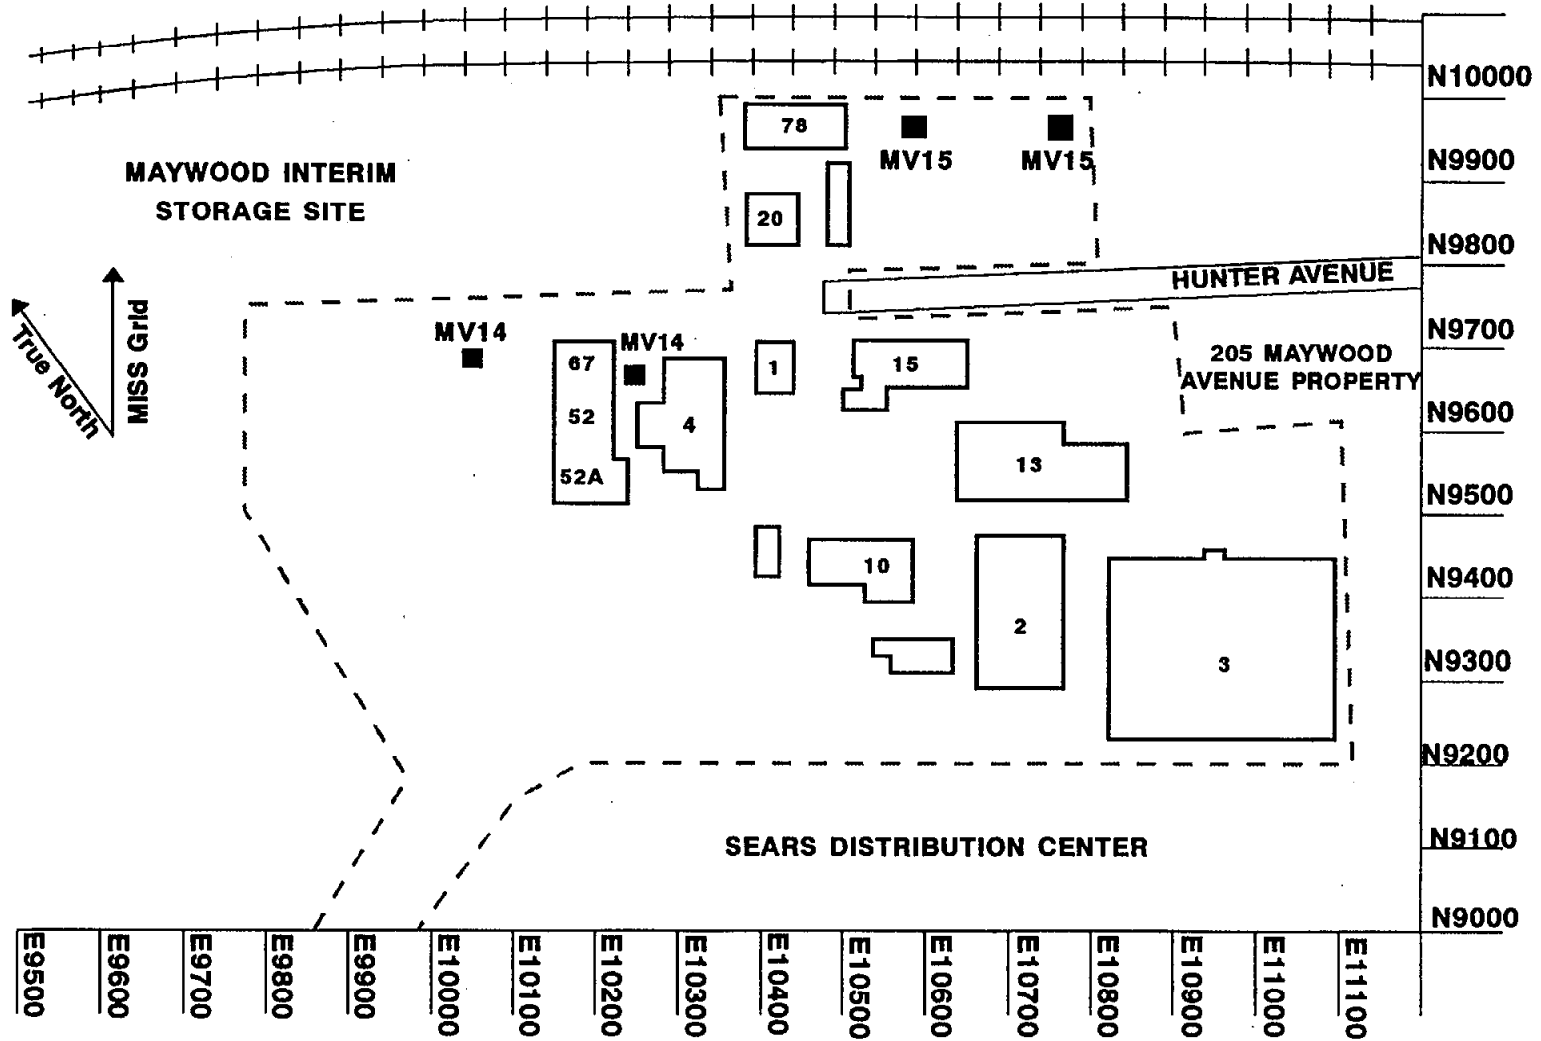 N10000
78
MV15
MV15
N9900
MAYWOOD INTERIM
STORAGE SITE
20
N9800
HUNTER AVENUE
MISS Grid
True North
MV14
MV14
N9700
67
1
15
205 MAYWOOD
AVENUE PROPERTY
52
4
N9600
52A
13
N9500
10
N9400
2
3
N9300
N9200
SEARS DISTRIBUTION CENTER
N9100
N9000
E9500
E9600
E9700
E9800
E9900
E10000
E10100
E10200
E10300
E10400
E10500
E10600
E10700
E10800
E10900
E11000
E11100